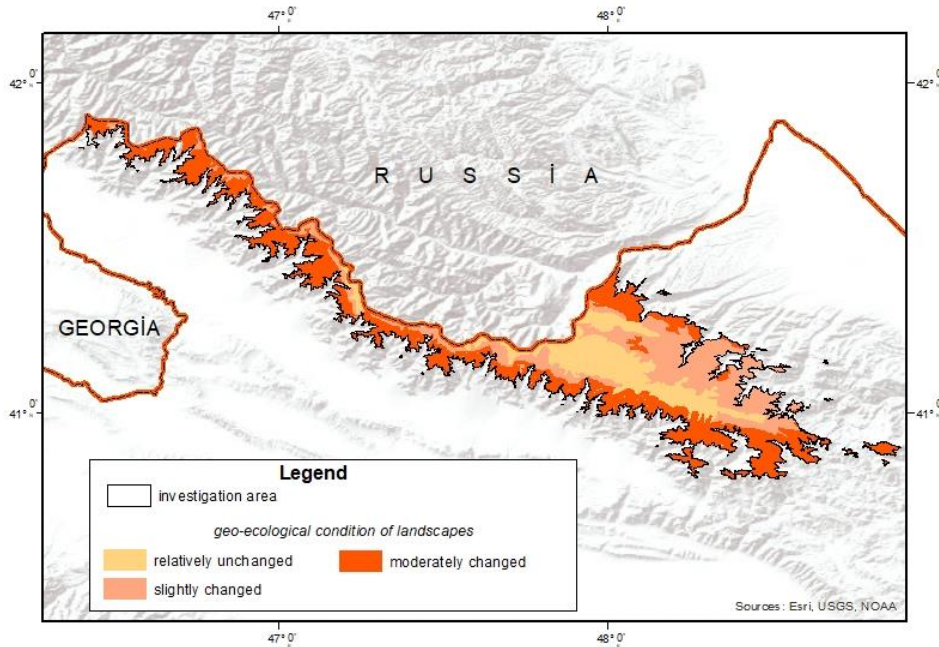 47° 0'
48° 0'
42° 0'
42° 0'
R U S S İ A
GEORGİA
41° 0'
41° 0'
Legend
investigation area
geo-ecological condition of landscapes
relatively unchanged
moderately changed
slightly changed
Sources: Esri, USGS, NOAA
47° 0'
48° 0'